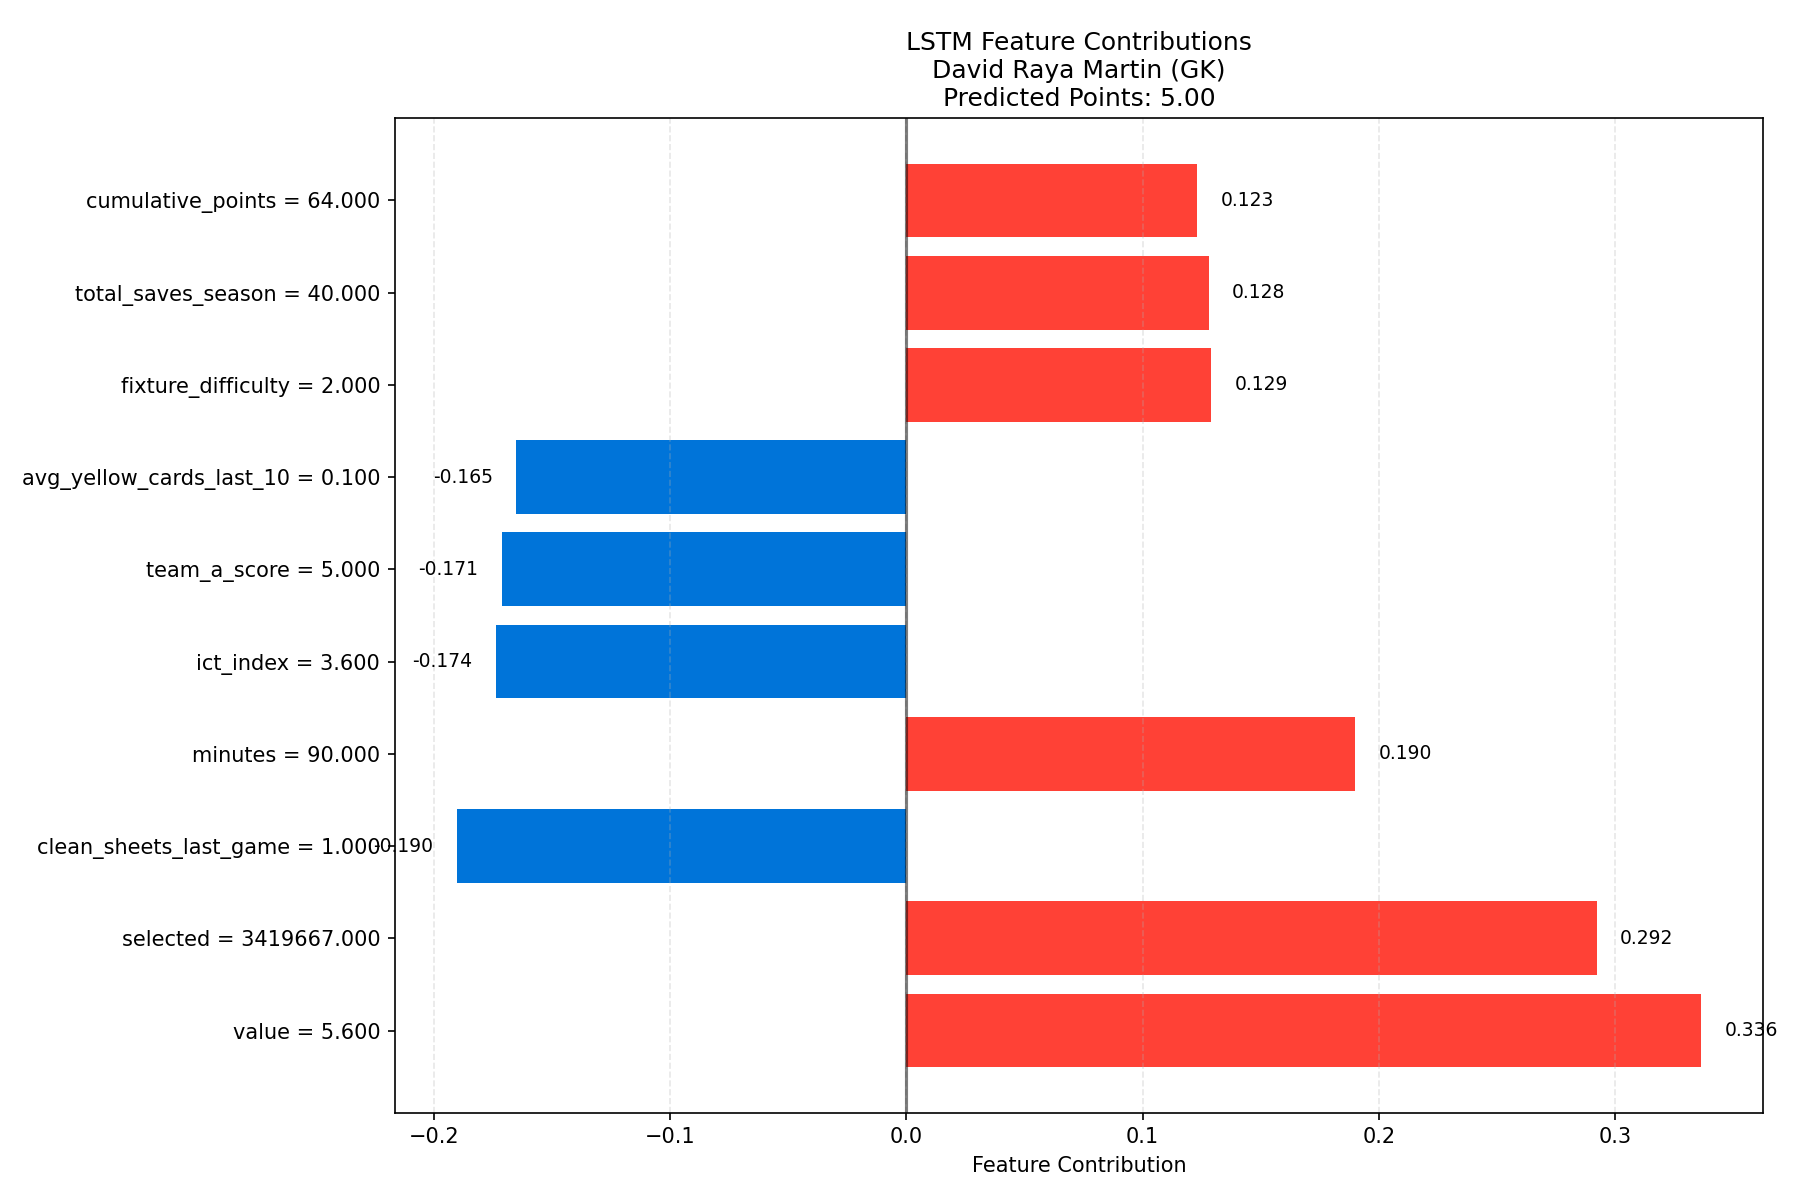 LSTM Feature Contributions
David Raya Martin (GK)
Predicted Points: 5.00
cumulative_points = 64.000
0.123
total_saves_season = 40.000
0.128
fixture_difficulty = 2.000
0.129
avg_yellow_cards_last_10 = 0.100
-0.165
team_a_score = 5.000
-0.171
ict_index = 3.600
-0.174
minutes = 90.000
0.190
clean_sheets_last_game = 1.000
-0.190
selected = 3419667.000
0.292
value = 5.600
0.336
−0.2
−0.1
0.0
0.1
0.2
0.3
Feature Contribution